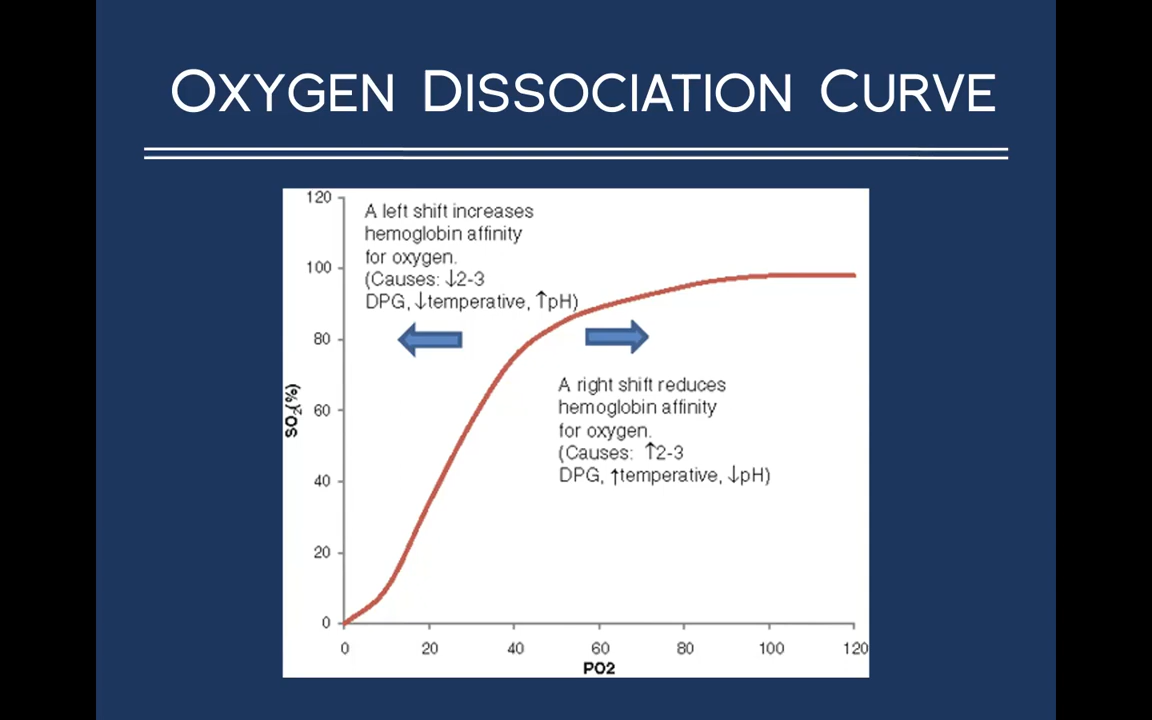 OXYGEN DISSOCIATION CURVE
120
A left shift increases
hemoglobin affinity
for oxygen.
(Causes: ↓2-3
DPG, ↓temperative, ↑pH)
100
80
60
40
20
0
SO2(%)
A right shift reduces
hemoglobin affinity
for oxygen.
(Causes: ↑2-3
DPG, ↑temperative, ↓pH)
0 20 40 60 80 100 120
PO2